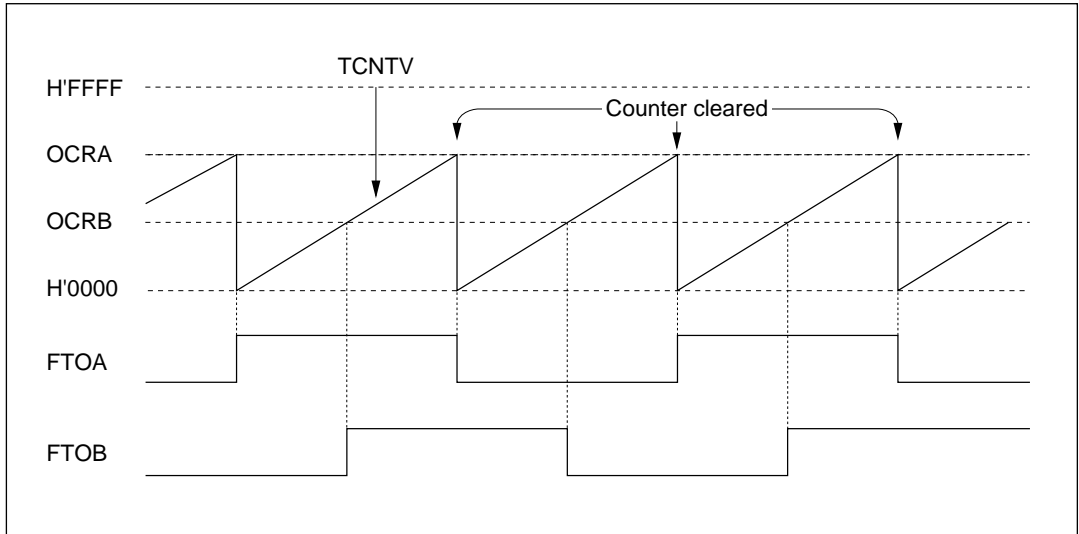 TCNTV
H'FFFF
Counter cleared
OCRA
OCRB
H'0000
FTOA
FTOB